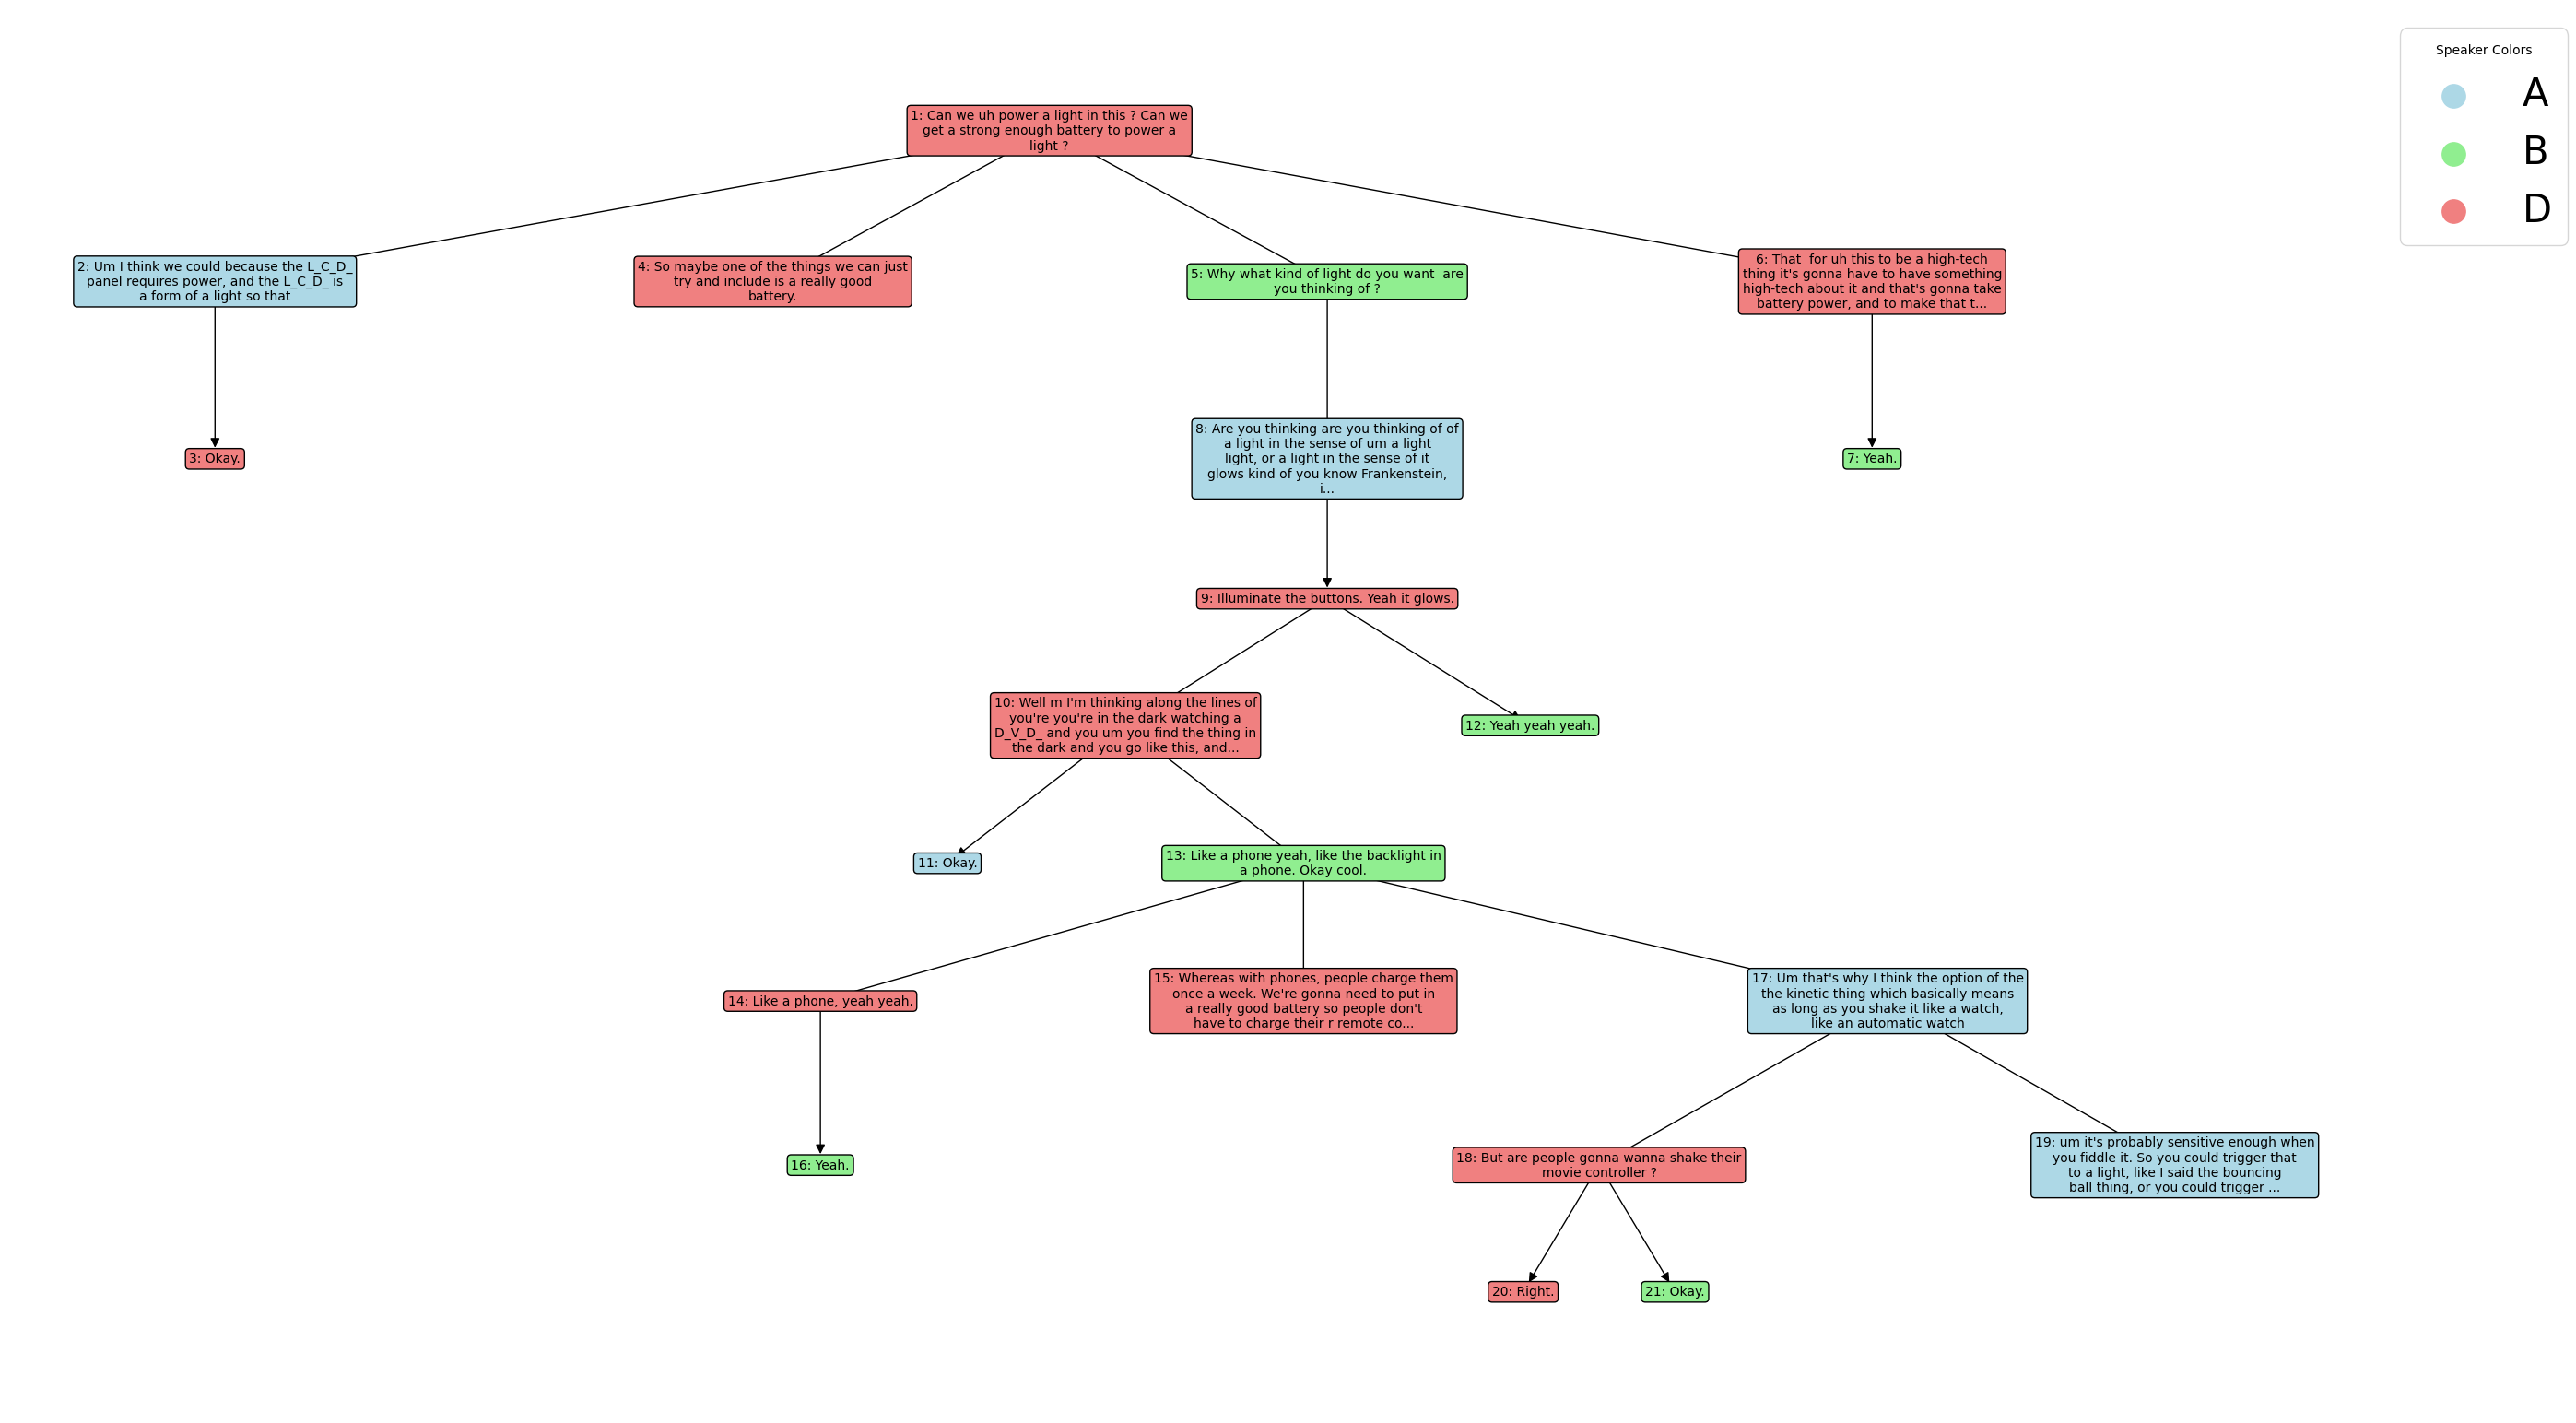 Speaker Colors
A
B
D
1: Can we uh power a light in this ? Can we
get a strong enough battery to power a
light ?
2: Um I think we could because the L_C_D_
panel requires power, and the L_C_D_ is
a form of a light so that
4: So maybe one of the things we can just
try and include is a really good
battery.
5: Why what kind of light do you want  are
you thinking of ?
6: That  for uh this to be a high-tech
thing it's gonna have to have something
high-tech about it and that's gonna take
battery power, and to make that t...
3: Okay.
8: Are you thinking are you thinking of of
a light in the sense of um a light
light, or a light in the sense of it
glows kind of you know Frankenstein,
i...
7: Yeah.
9: Illuminate the buttons. Yeah it glows.
10: Well m I'm thinking along the lines of
you're you're in the dark watching a
D_V_D_ and you um you find the thing in
the dark and you go like this, and...
12: Yeah yeah yeah.
11: Okay.
13: Like a phone yeah, like the backlight in
a phone. Okay cool.
14: Like a phone, yeah yeah.
15: Whereas with phones, people charge them
once a week. We're gonna need to put in
a really good battery so people don't
have to charge their r remote co...
17: Um that's why I think the option of the
the kinetic thing which basically means
as long as you shake it like a watch,
like an automatic watch
16: Yeah.
18: But are people gonna wanna shake their
movie controller ?
19: um it's probably sensitive enough when
you fiddle it. So you could trigger that
to a light, like I said the bouncing
ball thing, or you could trigger ...
20: Right.
21: Okay.